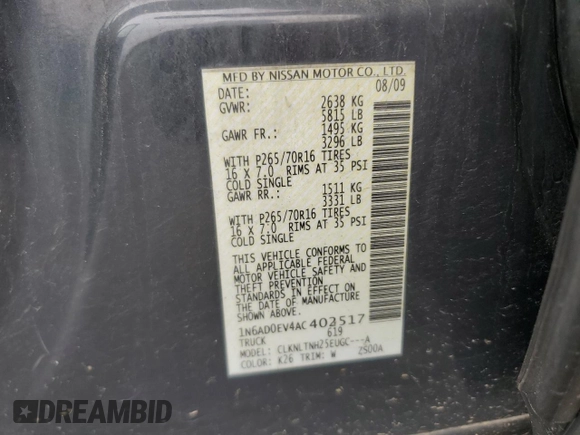 MFD BY NISSAN MOTOR CO., LTD.
DATE: 08/09
GVWR: 2638 KG
5815 LB
GAWR FR.: 1495 KG
3296 LB
WITH P265/70R16 TIRES
16 X 7.0 RIMS AT 35 PSI
COLD SINGLE
GAWR RR.: 1511 KG
3331 LB
WITH P265/70R16 TIRES
16 X 7.0 RIMS AT 35 PSI
COLD SINGLE
THIS VEHICLE CONFORMS TO
ALL APPLICABLE FEDERAL
MOTOR VEHICLE SAFETY AND
THEFT PREVENTION
STANDARDS IN EFFECT ON
THE DATE OF MANUFACTURE
SHOWN ABOVE.
1N6AD0EV4AC402517
TRUCK 619
MODEL: CLKNLTNH25EUGC---A
COLOR: K26 TRIM: W 2S00A
DREAMBID